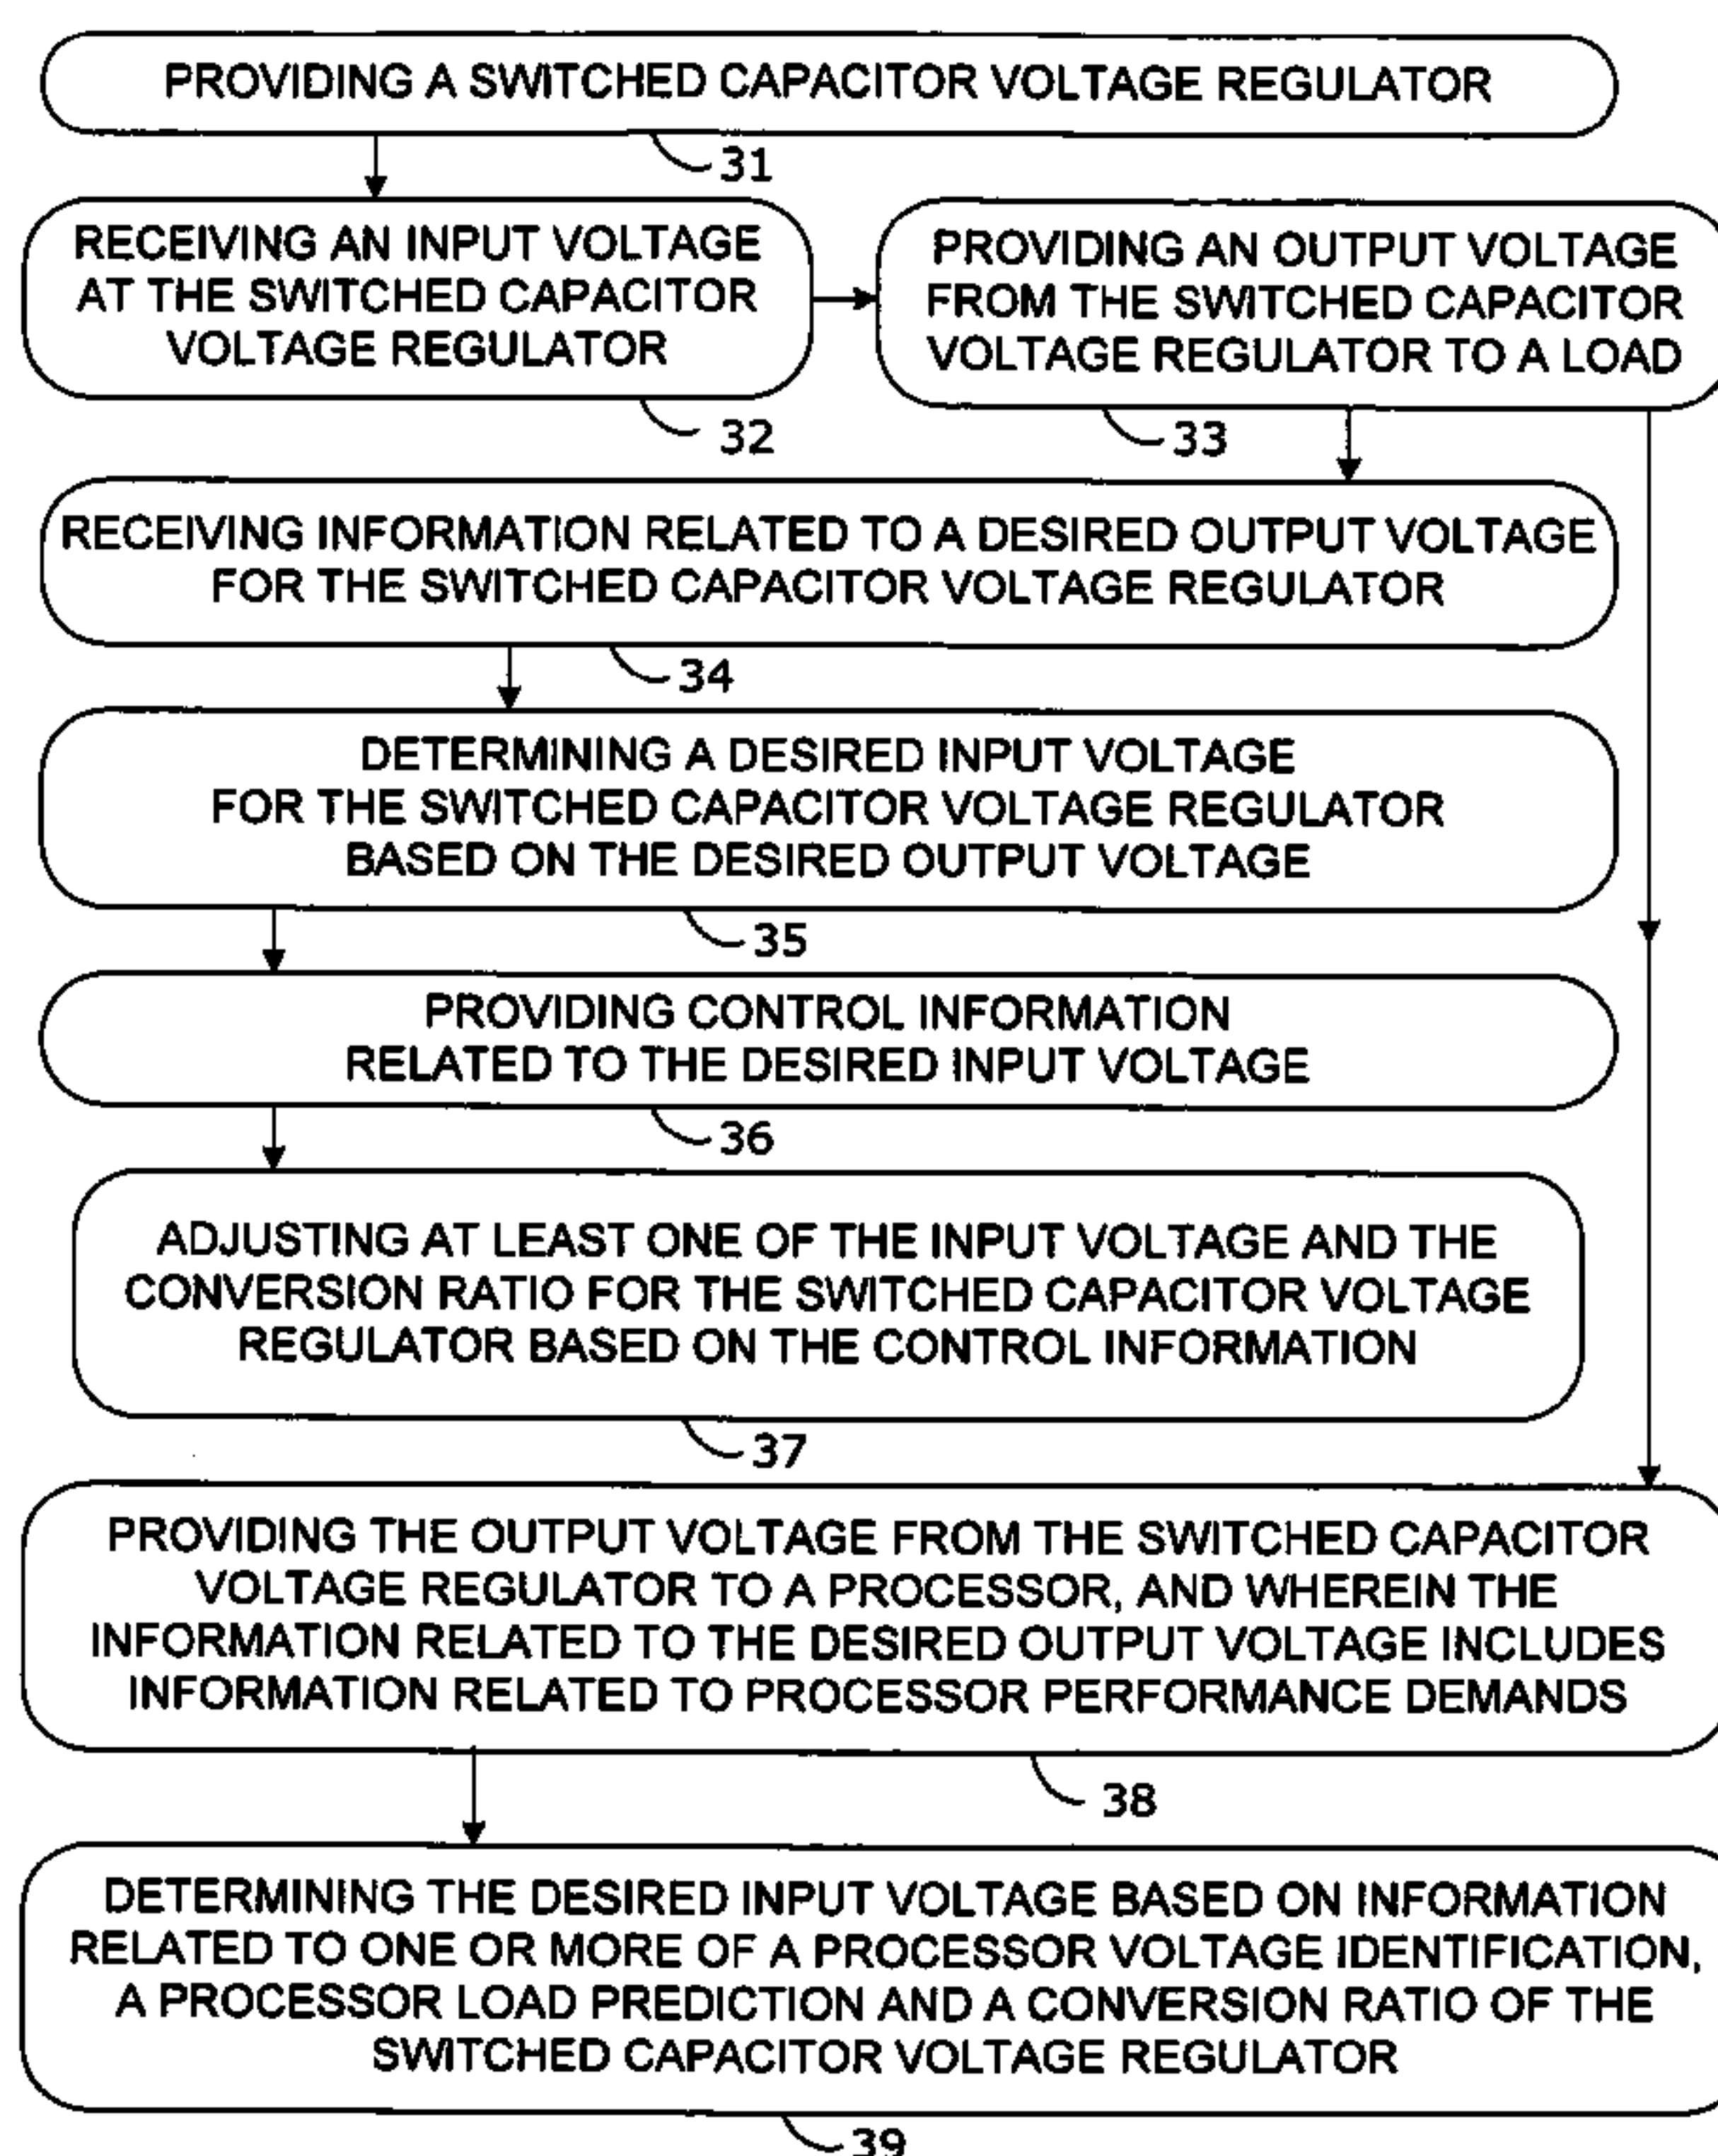 PROVIDING A SWITCHED CAPACITOR VOLTAGE REGULATOR
31
RECEIVING AN INPUT VOLTAGE
AT THE SWITCHED CAPACITOR
VOLTAGE REGULATOR
32
PROVIDING AN OUTPUT VOLTAGE
FROM THE SWITCHED CAPACITOR
VOLTAGE REGULATOR TO A LOAD
33
RECEIVING INFORMATION RELATED TO A DESIRED OUTPUT VOLTAGE
FOR THE SWITCHED CAPACITOR VOLTAGE REGULATOR
34
DETERMINING A DESIRED INPUT VOLTAGE
FOR THE SWITCHED CAPACITOR VOLTAGE REGULATOR
BASED ON THE DESIRED OUTPUT VOLTAGE
35
PROVIDING CONTROL INFORMATION
RELATED TO THE DESIRED INPUT VOLTAGE
36
ADJUSTING AT LEAST ONE OF THE INPUT VOLTAGE AND THE
CONVERSION RATIO FOR THE SWITCHED CAPACITOR VOLTAGE
REGULATOR BASED ON THE CONTROL INFORMATION
37
PROVIDING THE OUTPUT VOLTAGE FROM THE SWITCHED CAPACITOR
VOLTAGE REGULATOR TO A PROCESSOR, AND WHEREIN THE
INFORMATION RELATED TO THE DESIRED OUTPUT VOLTAGE INCLUDES
INFORMATION RELATED TO PROCESSOR PERFORMANCE DEMANDS
38
DETERMINING THE DESIRED INPUT VOLTAGE BASED ON INFORMATION
RELATED TO ONE OR MORE OF A PROCESSOR VOLTAGE IDENTIFICATION,
A PROCESSOR LOAD PREDICTION AND A CONVERSION RATIO OF THE
SWITCHED CAPACITOR VOLTAGE REGULATOR
39